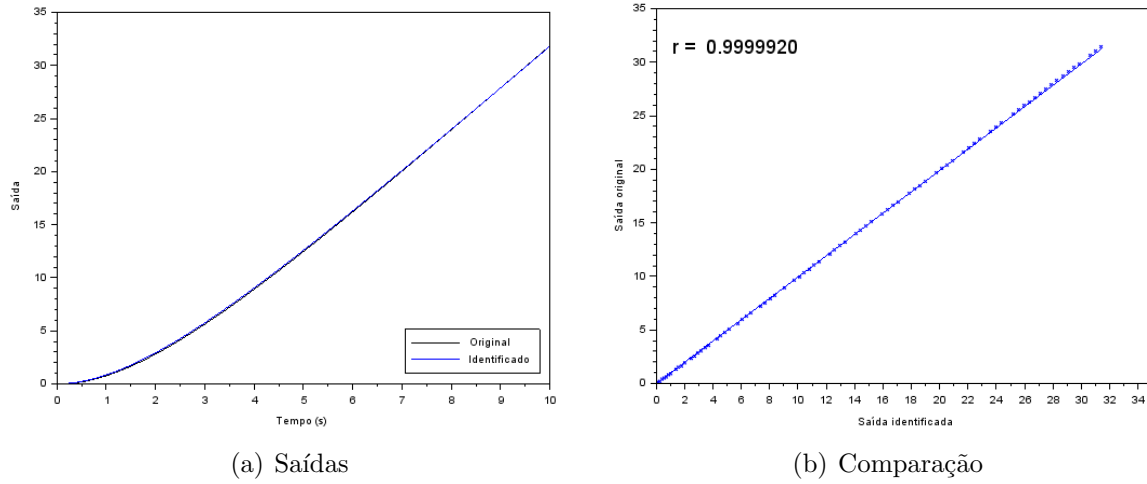 35
30
25
20
15
10
5
0
Saída
0 1 2 3 4 5 6 7 8 9 10
Tempo (s)
Original
Identificado
(a) Saídas
r = 0.9999920
35
30
25
20
15
10
5
0
Saída original
0 2 4 6 8 10 12 14 16 18 20 22 24 26 28 30 32 34
Saída identificada
(b) Comparação